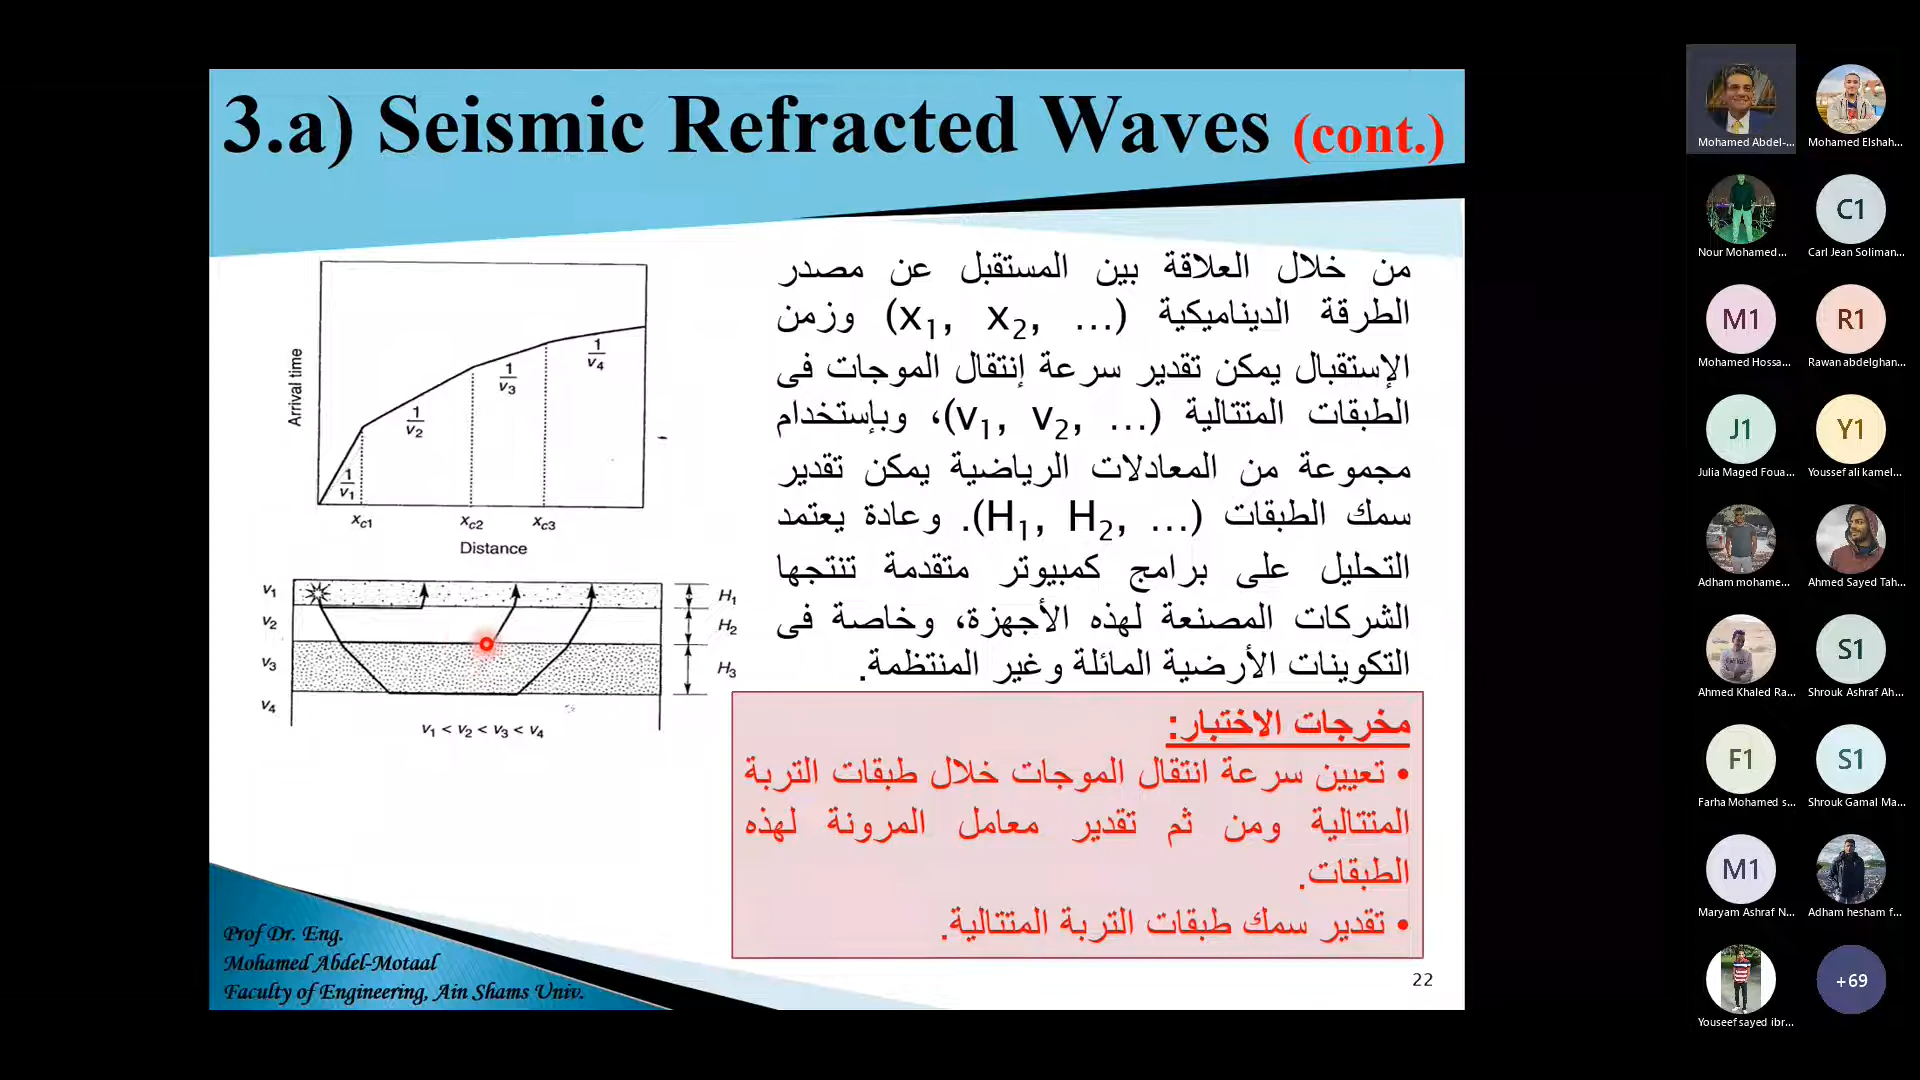 3.a) Seismic Refracted Waves (cont.)
من خلال العلاقة بين المستقبل عن مصدر
الطرقة الديناميكية (x1, x2, …) وزمن
الإستقبال يمكن تقدير سرعة إنتقال الموجات فى
الطبقات المتتالية (v1, v2, …)، وبإستخدام
مجموعة من المعادلات الرياضية يمكن تقدير
سمك الطبقات (H1, H2, …). وعادة يعتمد
التحليل على برامج كمبيوتر متقدمة تنتجها
الشركات المصنعة لهذه الأجهزة، وخاصة فى
التكوينات الأرضية المائلة وغير المنتظمة.
مخرجات الاختبار:
• تعيين سرعة انتقال الموجات خلال طبقات التربة
المتتالية ومن ثم تقدير معامل المرونة لهذه
الطبقات.
• تقدير سمك طبقات التربة المتتالية.
Arrival time
1/v1
1/v2
1/v3
1/v4
xc1 xc2 xc3
Distance
v1
v2
v3
v4
H1
H2
H3
v1 < v2 < v3 < v4
Prof Dr. Eng.
Mohamed Abdel-Motaal
Faculty of Engineering, Ain Shams Univ.
22
Mohamed Abdel-...
Mohamed Elshah...
Nour Mohamed...
C1
Carl Jean Soliman...
M1
Mohamed Hossa...
R1
Rawan abdelghan...
J1
Julia Maged Foua...
Y1
Youssef ali kamel...
Adham mohame...
Ahmed Sayed Tah...
Ahmed Khaled Ra...
S1
Shrouk Ashraf Ah...
F1
Farha Mohamed s...
S1
Shrouk Gamal Ma...
M1
Maryam Ashraf N...
Adham hesham f...
Youseef sayed ibr...
+69